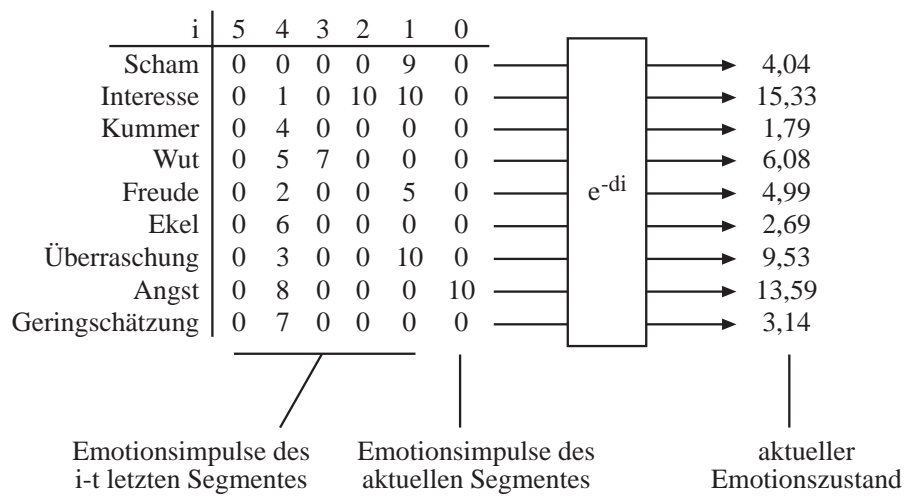 i 5 4 3 2 1 0
Scham 0 0 0 0 9 0 4,04
Interesse 0 1 0 10 10 0 15,33
Kummer 0 4 0 0 0 0 1,79
Wut 0 5 7 0 0 0 6,08
Freude 0 2 0 0 5 0 e-di 4,99
Ekel 0 6 0 0 0 0 2,69
Überraschung 0 3 0 0 10 0 9,53
Angst 0 8 0 0 0 10 13,59
Geringschätzung 0 7 0 0 0 0 3,14
Emotionsimpulse des
i-t letzten Segmentes
Emotionsimpulse des
aktuellen Segmentes
aktueller
Emotionszustand